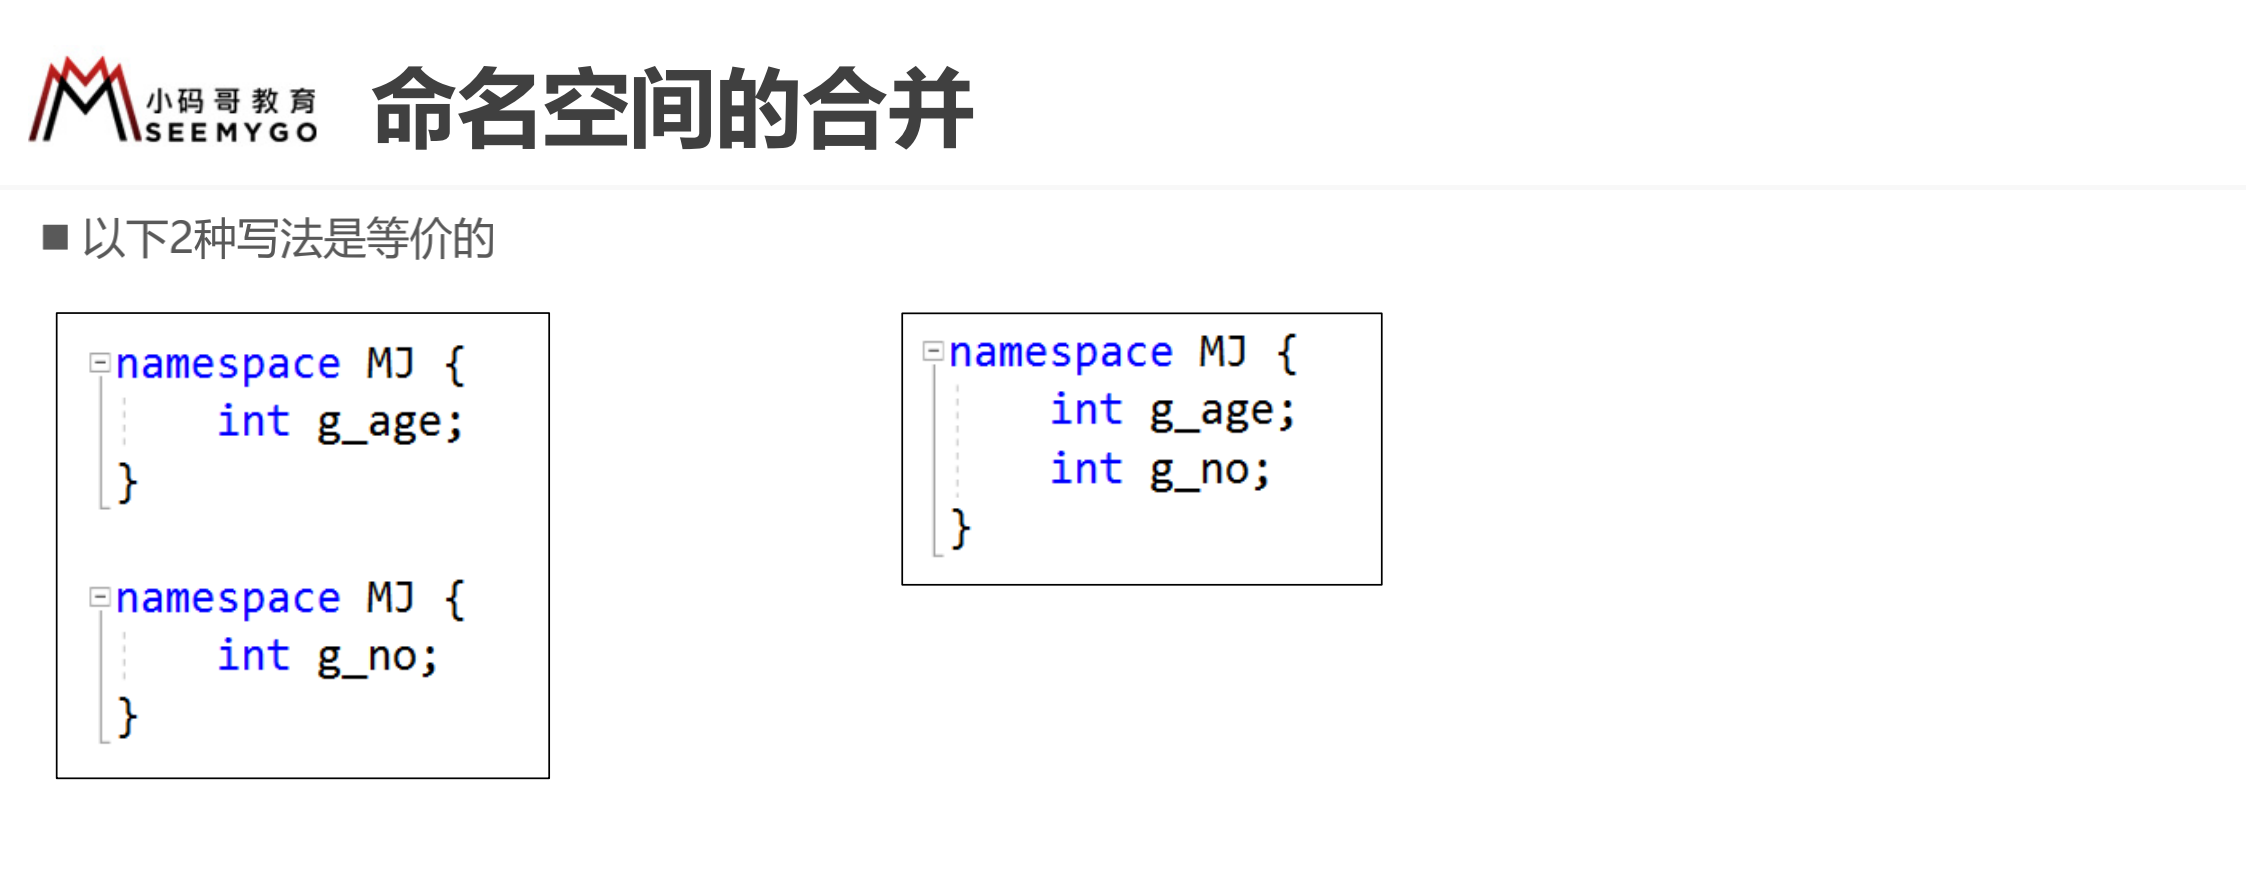 小码哥教育
SEEMYGO
命名空间的合并
以下2种写法是等价的
namespace MJ {
    int g_age;
}
namespace MJ {
    int g_no;
}
namespace MJ {
    int g_age;
    int g_no;
}